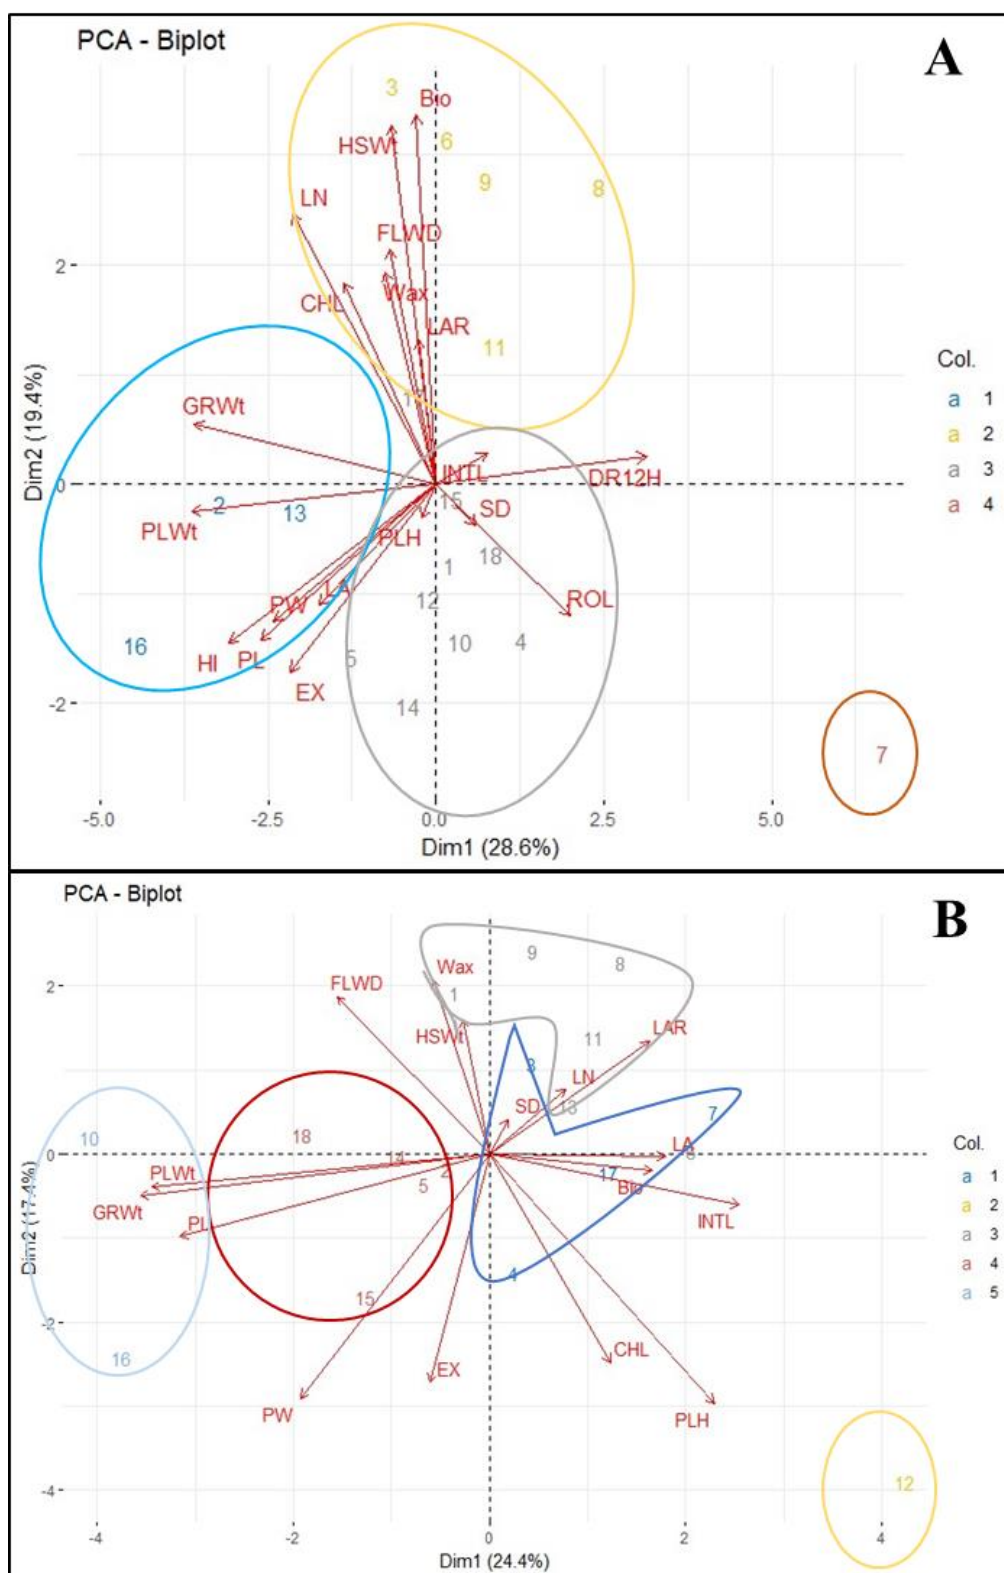 PCA - Biplot
A
3
Bio
HSWt
6
9
8
LN
FLWD
2
CHL
Wax
LAR
11
Col.
GRWt
a 1
a 2
a 3
a 4
Dim2 (19.4%)
0
INTL
DR12H
2
13
15
SD
PLWt
PLH
18
1
LA
PW
12
ROL
16
HI
PL
5
10
4
EX
14
-2
7
-5.0
-2.5
0.0
2.5
5.0
Dim1 (28.6%)
PCA - Biplot
B
9
Wax
8
FLWD
1
2
HSWt
11
LAR
3
LN
SD
13
7
Col.
10
18
LA
a 1
0
14
6
PLWt
17
a 2
5
Bio
GRWt
PL
INTL
a 3
Dim2 (17.4%)
4
a 4
15
a 5
-2
16
EX
CHL
PW
PLH
-4
12
-4
-2
0
2
4
Dim1 (24.4%)